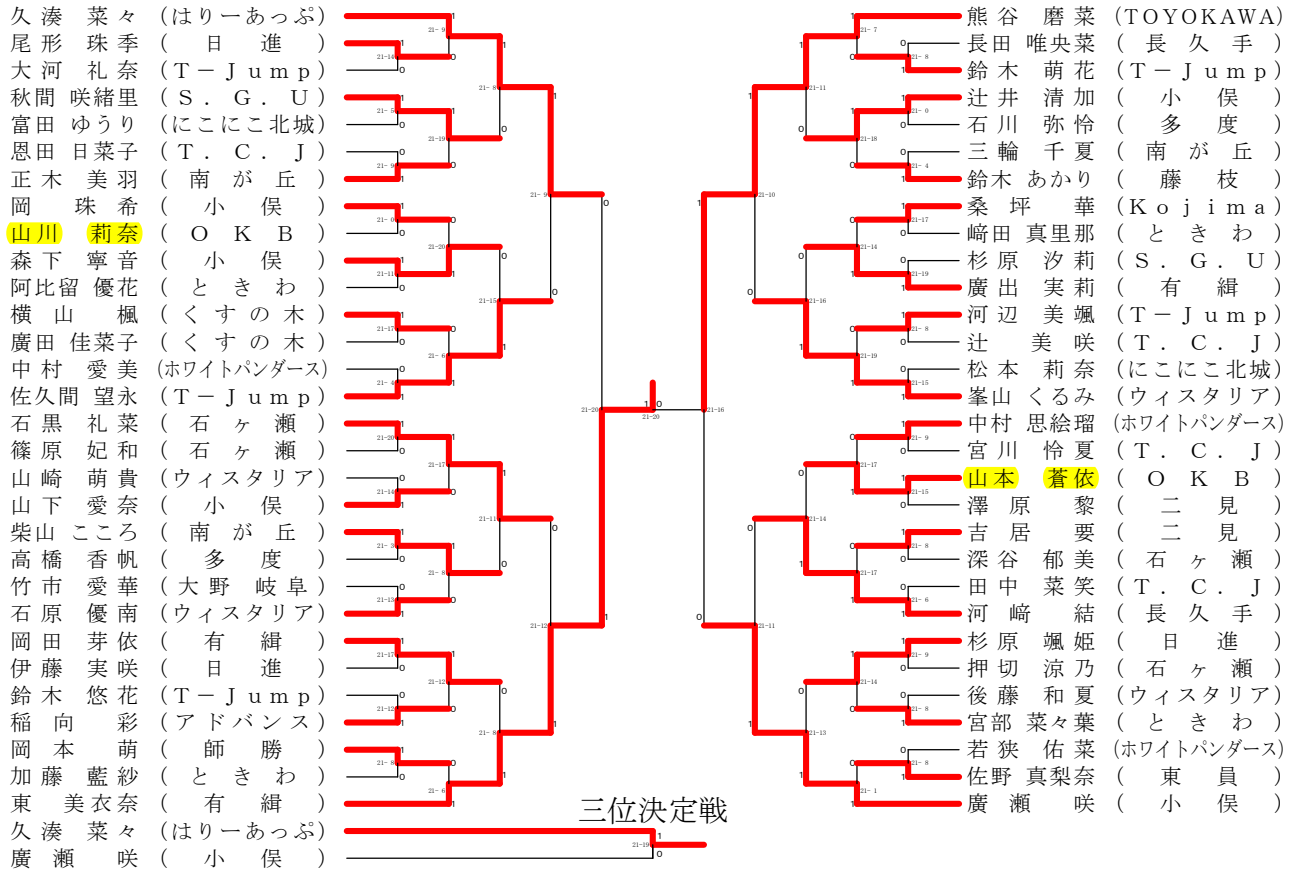 久湊 菜々 (はりーあっぷ)
尾形 珠季 ( 日 進 )
大河 礼奈 (T-Jump)
秋間 咲緒里 (S.G.U)
富田 ゆうり (にこにこ北城)
恩田 日菜子 (T.C.J)
正木 美羽 ( 南 が 丘 )
岡 珠希 ( 小 俣 )
山川 莉奈 ( O K B )
森下 寧音 ( 小 俣 )
阿比留 優花 ( と き わ )
横山 楓 ( くすの木 )
廣田 佳菜子 ( くすの木 )
中村 愛美 (ホワイトパンダース)
佐久間 望永 (T-Jump)
石黒 礼菜 ( 石 ヶ 瀬 )
篠原 妃和 ( 石 ヶ 瀬 )
山崎 萌貴 (ウィスタリア)
山下 愛奈 ( 小 俣 )
柴山 こころ ( 南 が 丘 )
高橋 香帆 ( 多 度 )
竹市 愛華 ( 大野 岐阜 )
石原 優南 (ウィスタリア)
岡田 芽依 ( 有 緝 )
伊藤 実咲 ( 日 進 )
鈴木 悠花 (T-Jump)
稲向 彩 (アドバンス)
岡本 萌 ( 師 勝 )
加藤 藍紗 ( と き わ )
東 美衣奈 ( 有 緝 )
熊谷 磨菜 (TOYOKAWA)
長田 唯央菜 ( 長 久 手 )
鈴木 萌花 (T-Jump)
辻井 清加 ( 小 俣 )
石川 弥怜 ( 多 度 )
三輪 千夏 ( 南 が 丘 )
鈴木 あかり ( 藤 枝 )
桑坪 華 (Kojima)
﨑田 真里那 ( と き わ )
杉原 汐莉 (S.G.U)
廣出 実莉 ( 有 緝 )
河辺 美颯 (T-Jump)
辻 美咲 (T.C.J)
松本 莉奈 (にこにこ北城)
峯山 くるみ (ウィスタリア)
中村 思絵瑠 (ホワイトパンダース)
宮川 怜夏 (T.C.J)
山本 蒼依 ( O K B )
澤原 黎 ( 二 見 )
吉居 要 ( 二 見 )
深谷 郁美 ( 石 ヶ 瀬 )
田中 菜笑 (T.C.J)
河﨑 結 ( 長 久 手 )
杉原 颯姫 ( 日 進 )
押切 涼乃 ( 石 ヶ 瀬 )
後藤 和夏 (ウィスタリア)
宮部 菜々葉 ( と き わ )
若狭 佑菜 (ホワイトパンダース)
佐野 真梨奈 ( 東 員 )
廣瀬 咲 ( 小 俣 )
三位決定戦
久湊 菜々 (はりーあっぷ)
廣瀬 咲 ( 小 俣 )
21-19
1
0